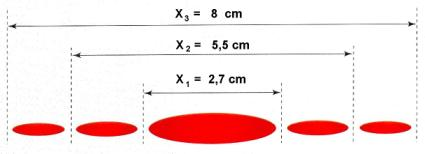 X₃ = 8 cm
X₂ = 5,5 cm
X₁ = 2,7 cm